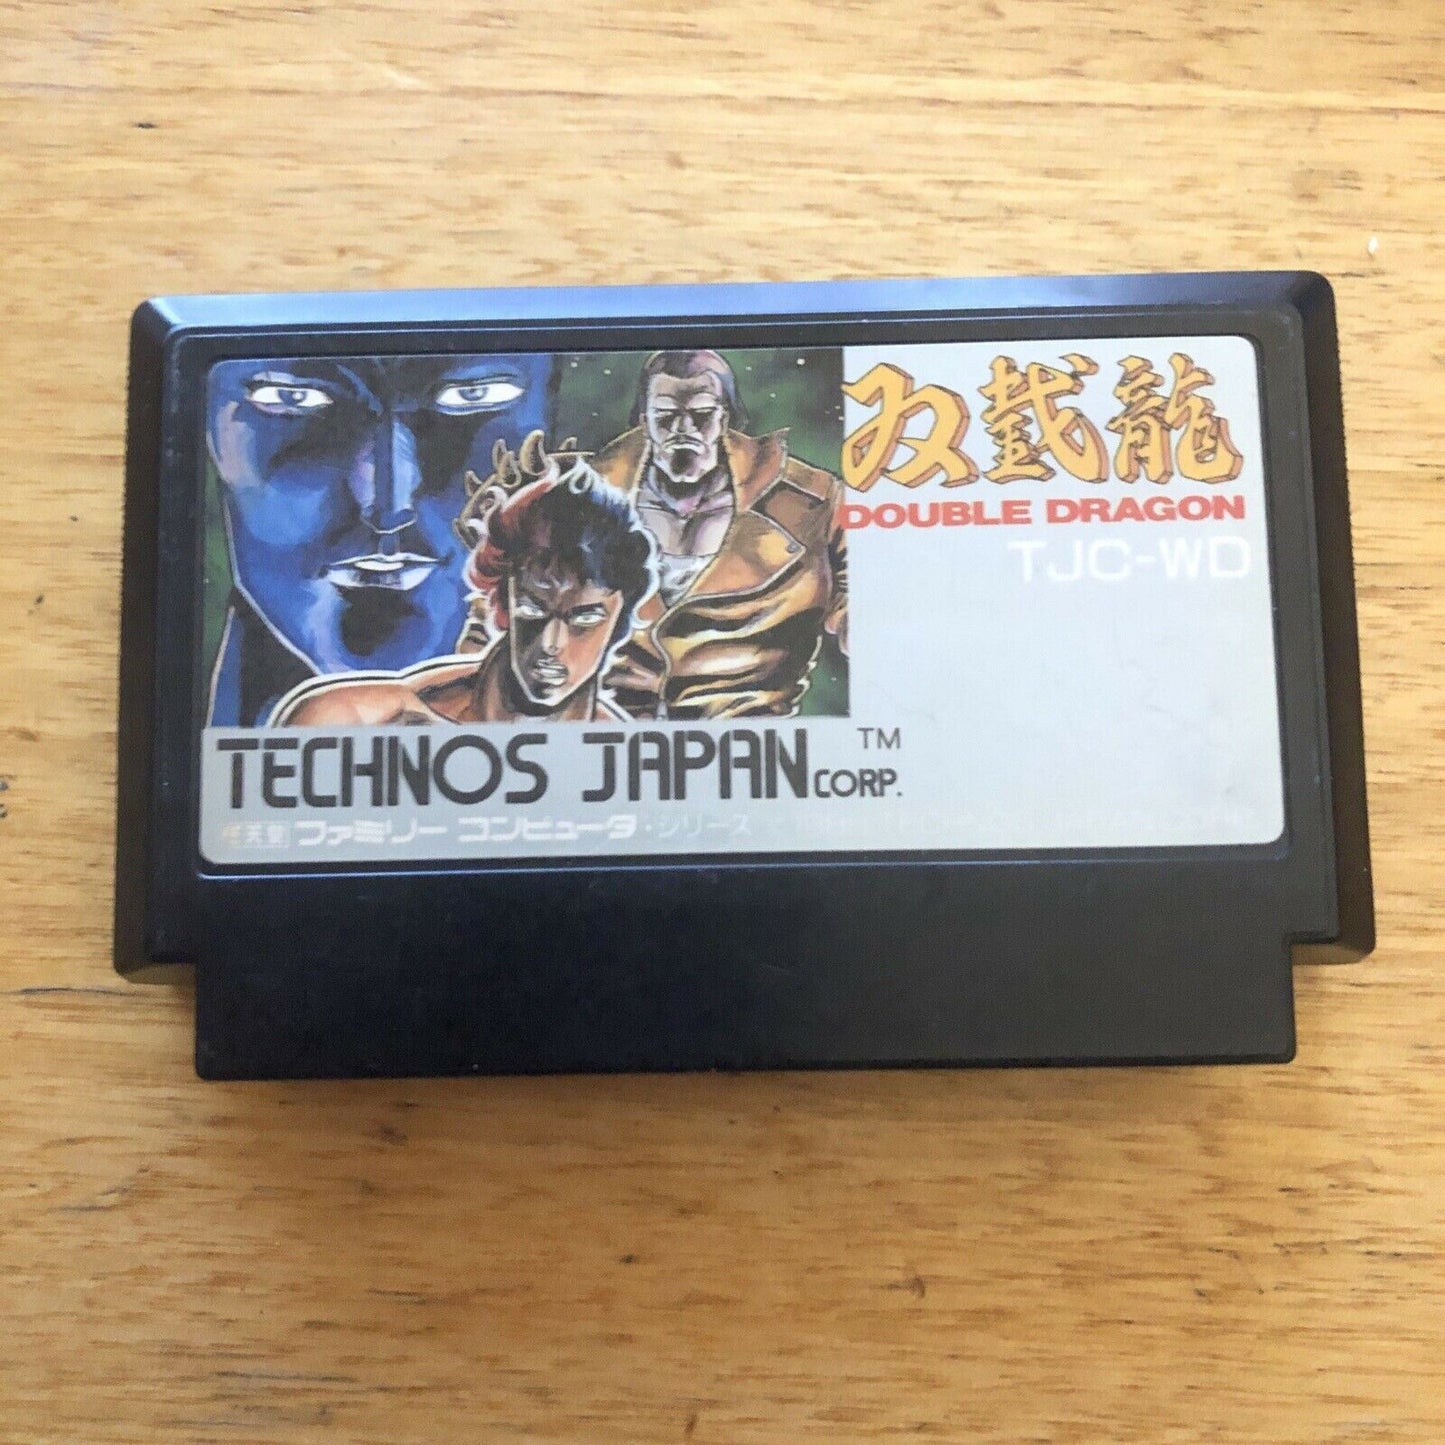 双截龍
DOUBLE DRAGON
TJC-WD
TECHNOS JAPAN CORP. TM
ファミリー コンピュータ・シリーズ